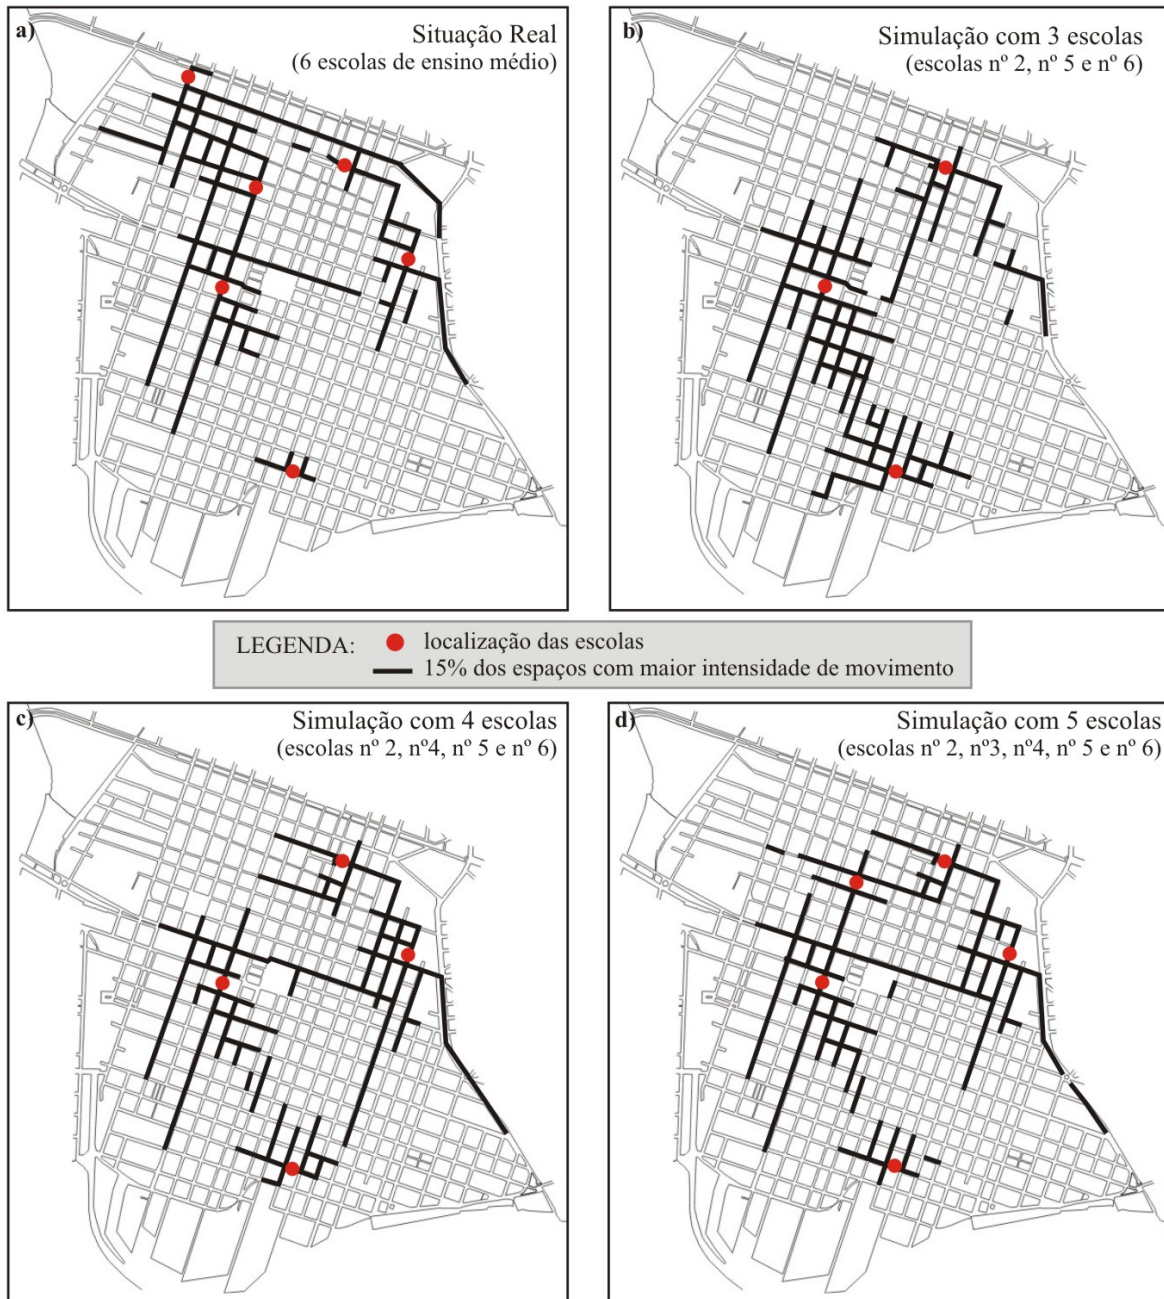 a)
Situação Real
(6 escolas de ensino médio)
b)
Simulação com 3 escolas
(escolas nº 2, nº 5 e nº 6)
LEGENDA:
localização das escolas
15% dos espaços com maior intensidade de movimento
c)
Simulação com 4 escolas
(escolas nº 2, nº4, nº 5 e nº 6)
d)
Simulação com 5 escolas
(escolas nº 2, nº3, nº4, nº 5 e nº 6)